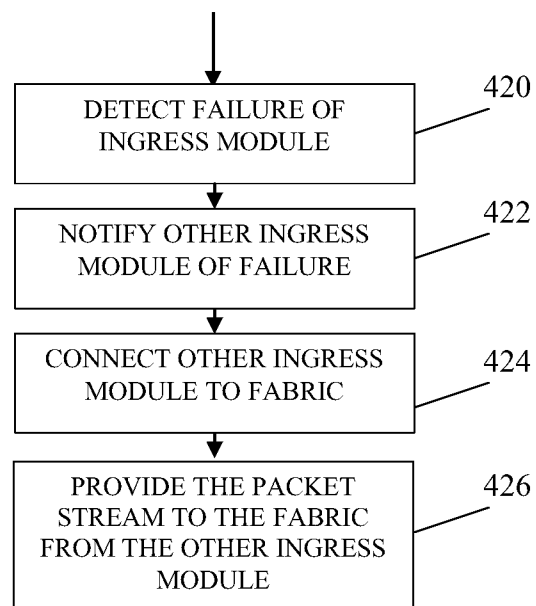 DETECT FAILURE OF
INGRESS MODULE
420
NOTIFY OTHER INGRESS
MODULE OF FAILURE
422
CONNECT OTHER INGRESS
MODULE TO FABRIC
424
PROVIDE THE PACKET
STREAM TO THE FABRIC
FROM THE OTHER INGRESS
MODULE
426